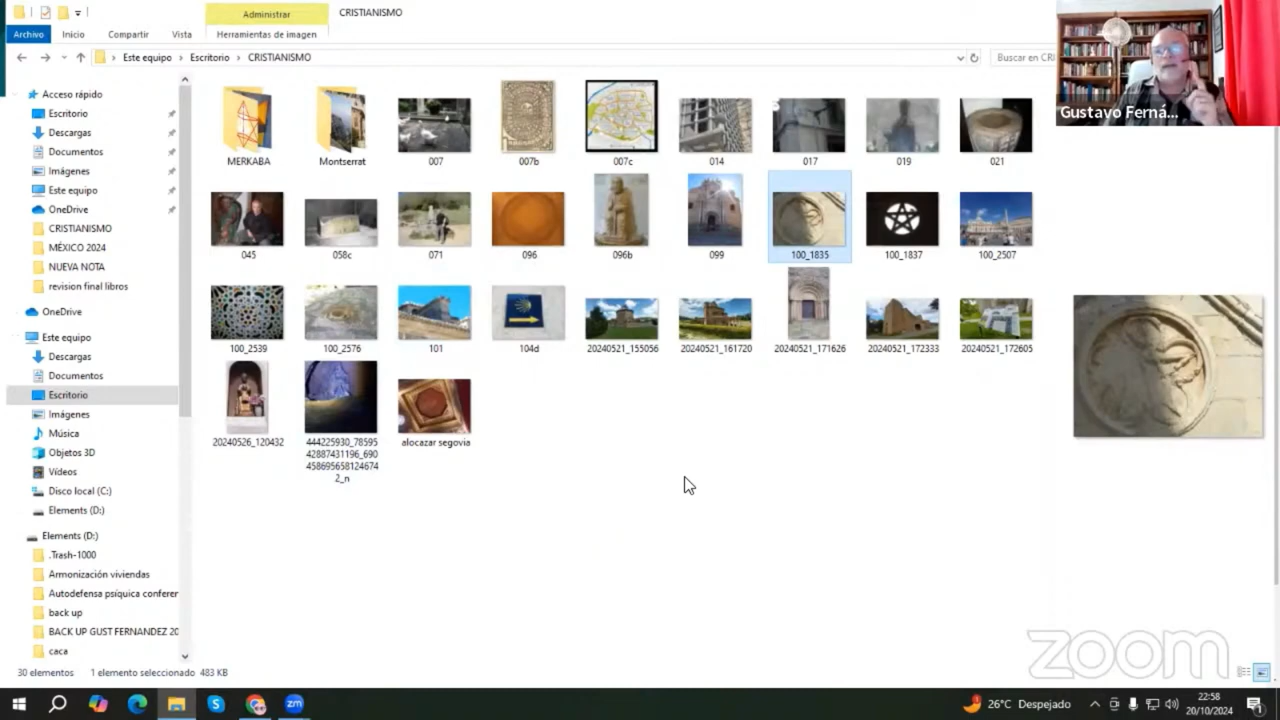 Administrar
CRISTIANISMO
Archivo
Inicio
Compartir
Vista
Herramientas de imagen
Este equipo
Escritorio
CRISTIANISMO
Buscar en CRI
Gustavo Ferná...
Acceso rápido
Escritorio
Descargas
Documentos
Imágenes
Este equipo
OneDrive
CRISTIANISMO
MÉXICO 2024
NUEVA NOTA
revision final libros
OneDrive
Este equipo
Descargas
Documentos
Escritorio
Imágenes
Música
Objetos 3D
Vídeos
Disco local (C:)
Elements (D:)
Elements (D:)
.Trash-1000
Armonización viviendas
Autodefensa psíquica conferer
back up
BACK UP GUST FERNANDEZ 20
caca
MERKABA
Montserrat
007
007b
007c
014
017
019
021
045
058c
071
096
096b
099
100_1835
100_1837
100_2507
100_2539
100_2576
101
104d
20240521_155056
20240521_161720
20240521_171626
20240521_172333
20240521_172605
20240526_120432
444225930_78595
42887431196_690
458695658124674
2_n
alocazar segovia
zoom
30 elementos
1 elemento seleccionado
483 KB
zm
26°C Despejado
22:58
20/10/2024